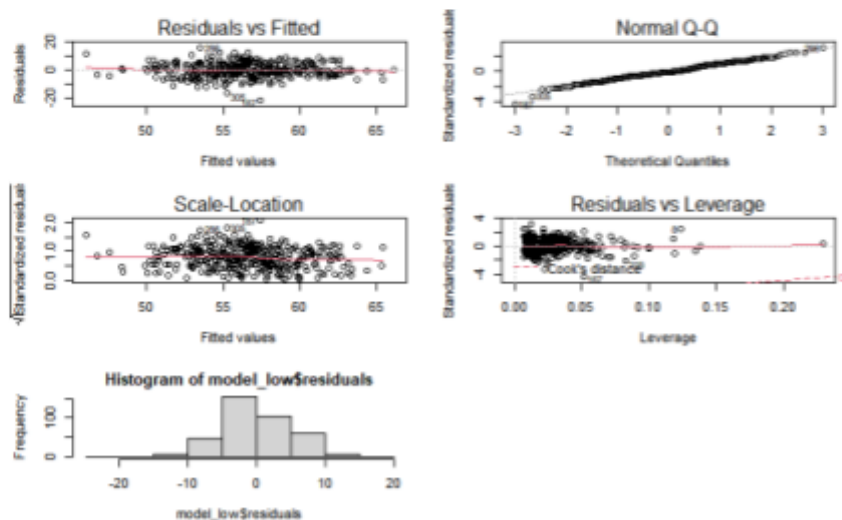 Residuals vs Fitted
Residuals
20
0
-20
305
50
55
60
65
Fitted values
Normal Q-Q
Standardized residuals
0
-4
-3
-2
-1
0
1
2
3
Theoretical Quantiles
Scale-Location
√|Standardized residuals
2.0
1.0
0.0
50
55
60
65
Fitted values
Residuals vs Leverage
Standardized residuals
4
0
-4
Cook's distance
0.00
0.05
0.10
0.15
0.20
Leverage
Histogram of model_low$residuals
Frequency
100
0
-20
-10
0
10
20
model_low$residuals